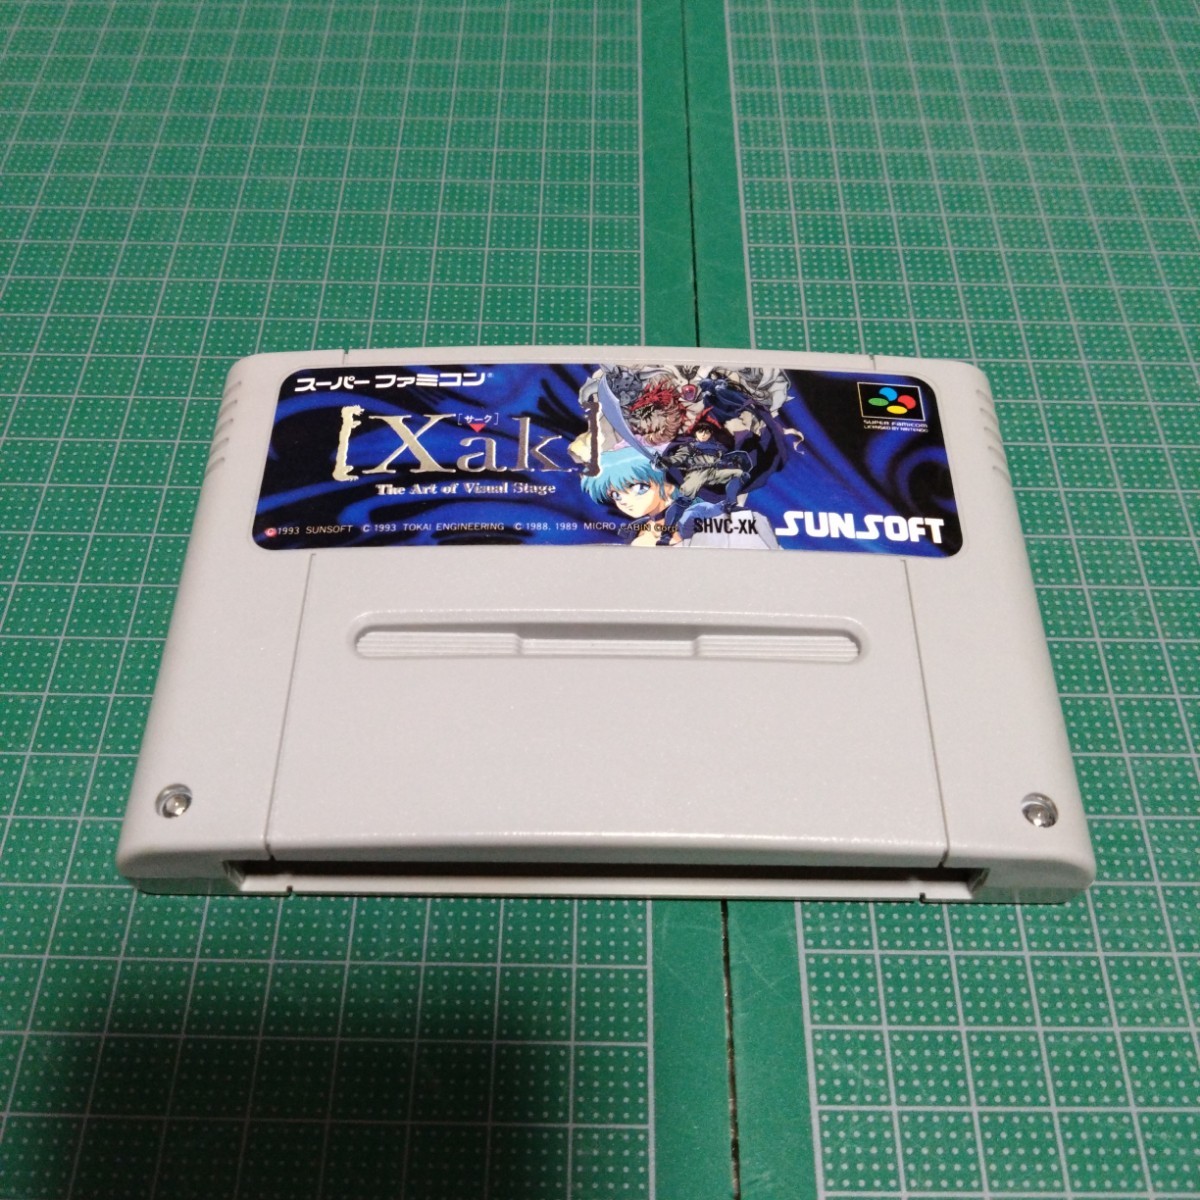 スーパーファミコン®
[サーク]
[Xak]
The Art of Visual Stage
©1993 SUNSOFT C 1993 TOKAI ENGINEERING C 1988, 1989 MICRO CABIN Corp.
SHVC-XK
SUNSOFT
SUPER FAMICOM
LICENSED BY NINTENDO